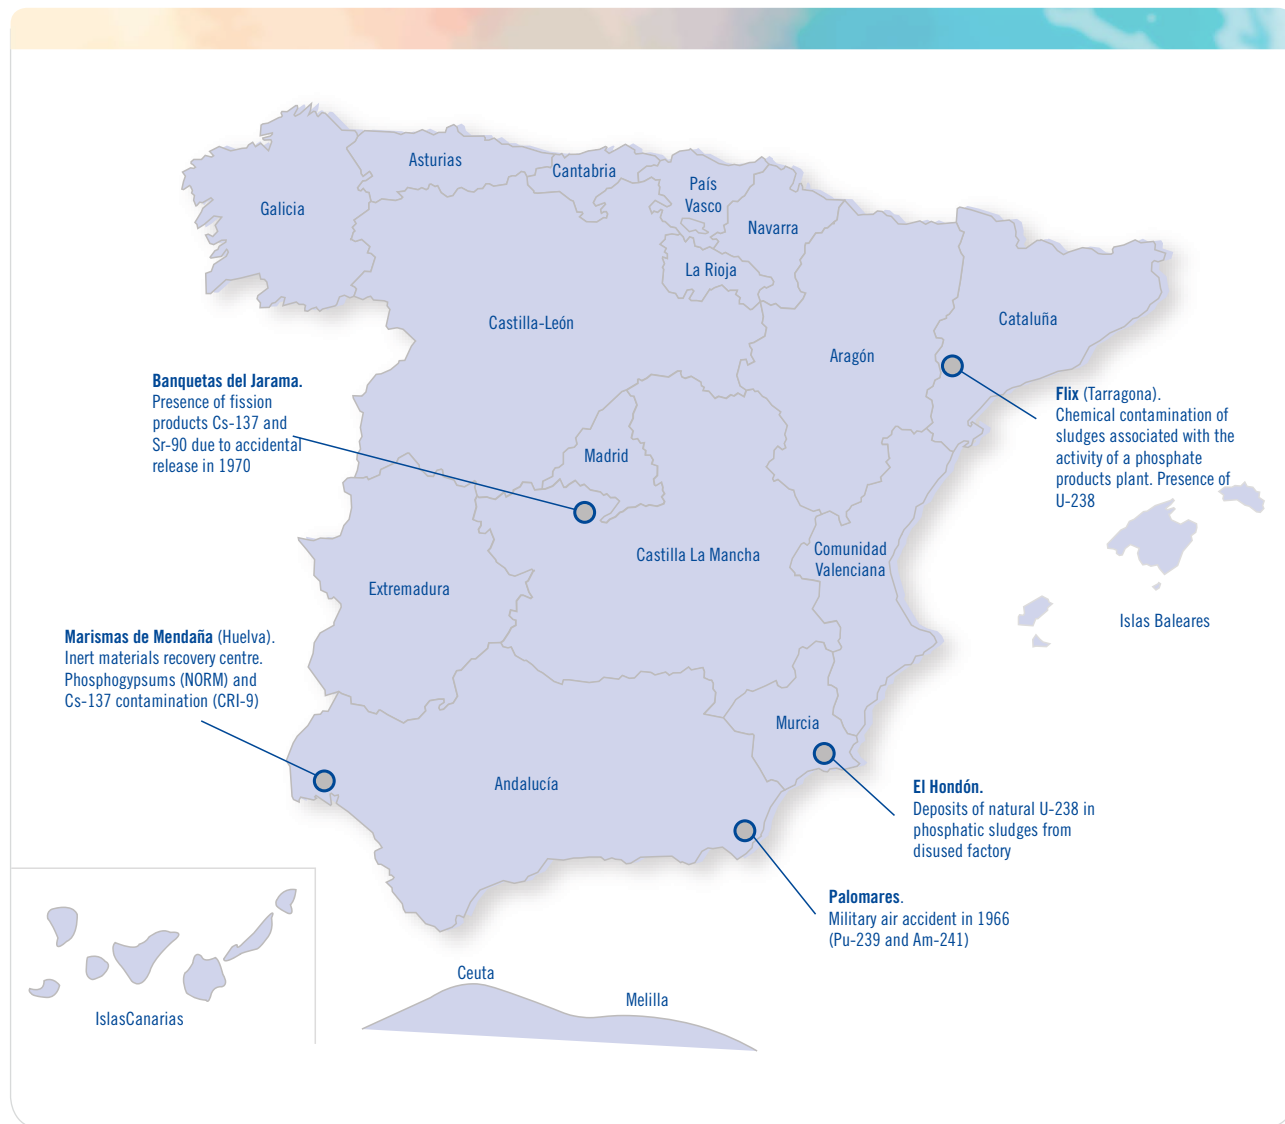 Asturias
Cantabria
País
Vasco
Galicia
Navarra
La Rioja
Castilla-León
Cataluña
Aragón
Banquetas del Jarama.
Presence of fission
products Cs-137 and
Sr-90 due to accidental
release in 1970
Flix (Tarragona).
Chemical contamination of
sludges associated with the
activity of a phosphate
products plant. Presence of
U-238
Madrid
Castilla La Mancha
Comunidad
Valenciana
Extremadura
Islas Baleares
Marismas de Mendaña (Huelva).
Inert materials recovery centre.
Phosphogypsums (NORM) and
Cs-137 contamination (CRI-9)
Murcia
Andalucía
El Hondón.
Deposits of natural U-238 in
phosphatic sludges from
disused factory
Palomares.
Military air accident in 1966
(Pu-239 and Am-241)
Ceuta
Melilla
IslasCanarias